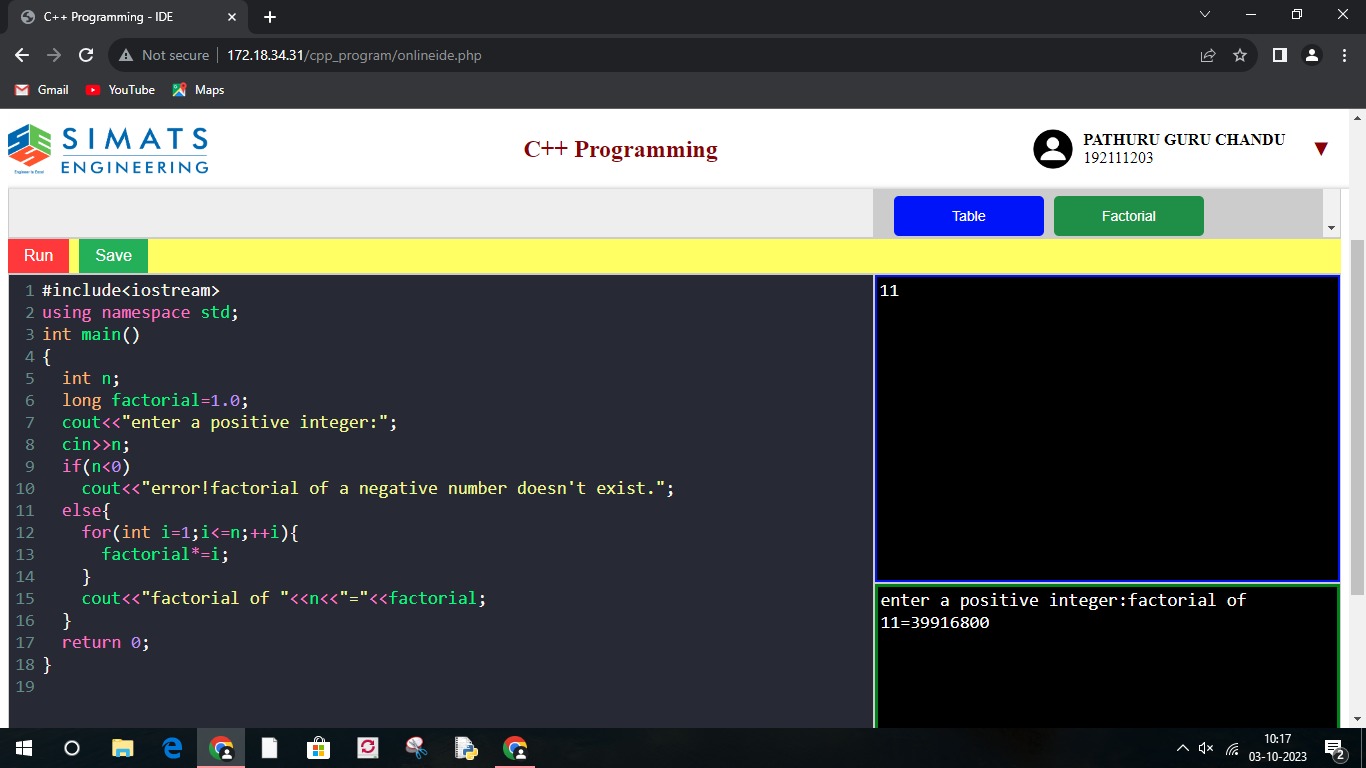 C++ Programming - IDE
Not secure
172.18.34.31/cpp_program/onlineide.php
Gmail
YouTube
Maps
SIMATS
ENGINEERING
C++ Programming
PATHURU GURU CHANDU
192111203
Table
Factorial
Run
Save
1 #include<iostream>
2 using namespace std;
3 int main()
4 {
5 int n;
6 long factorial=1.0;
7 cout<<"enter a positive integer:";
8 cin>>n;
9 if(n<0)
10 cout<<"error!factorial of a negative number doesn't exist.";
11 else{
12 for(int i=1;i<=n;++i){
13 factorial*=i;
14 }
15 cout<<"factorial of "<<n<<"="<<factorial;
16 }
17 return 0;
18 }
19
11
enter a positive integer:factorial of
11=39916800
10:17
03-10-2023
2